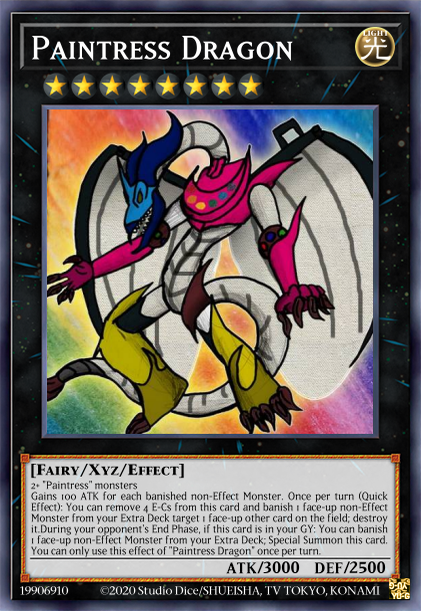 PAINTRESS DRAGON
LIGHT
光
[FAIRY/XYZ/EFFECT]
2+ "Paintress" monsters
Gains 100 ATK for each banished non-Effect Monster. Once per turn (Quick
Effect): You can remove 4 E-Cs from this card and banish 1 face-up non-Effect
Monster from your Extra Deck target 1 face-up other card on the field; destroy
it.During your opponent's End Phase, if this card is in your GY: You can banish
1 face-up non-Effect Monster from your Extra Deck; Special Summon this card.
You can only use this effect of "Paintress Dragon" once per turn.
ATK/3000 DEF/2500
19906910 ©2020 Studio Dice/SHUEISHA, TV TOKYO, KONAMI